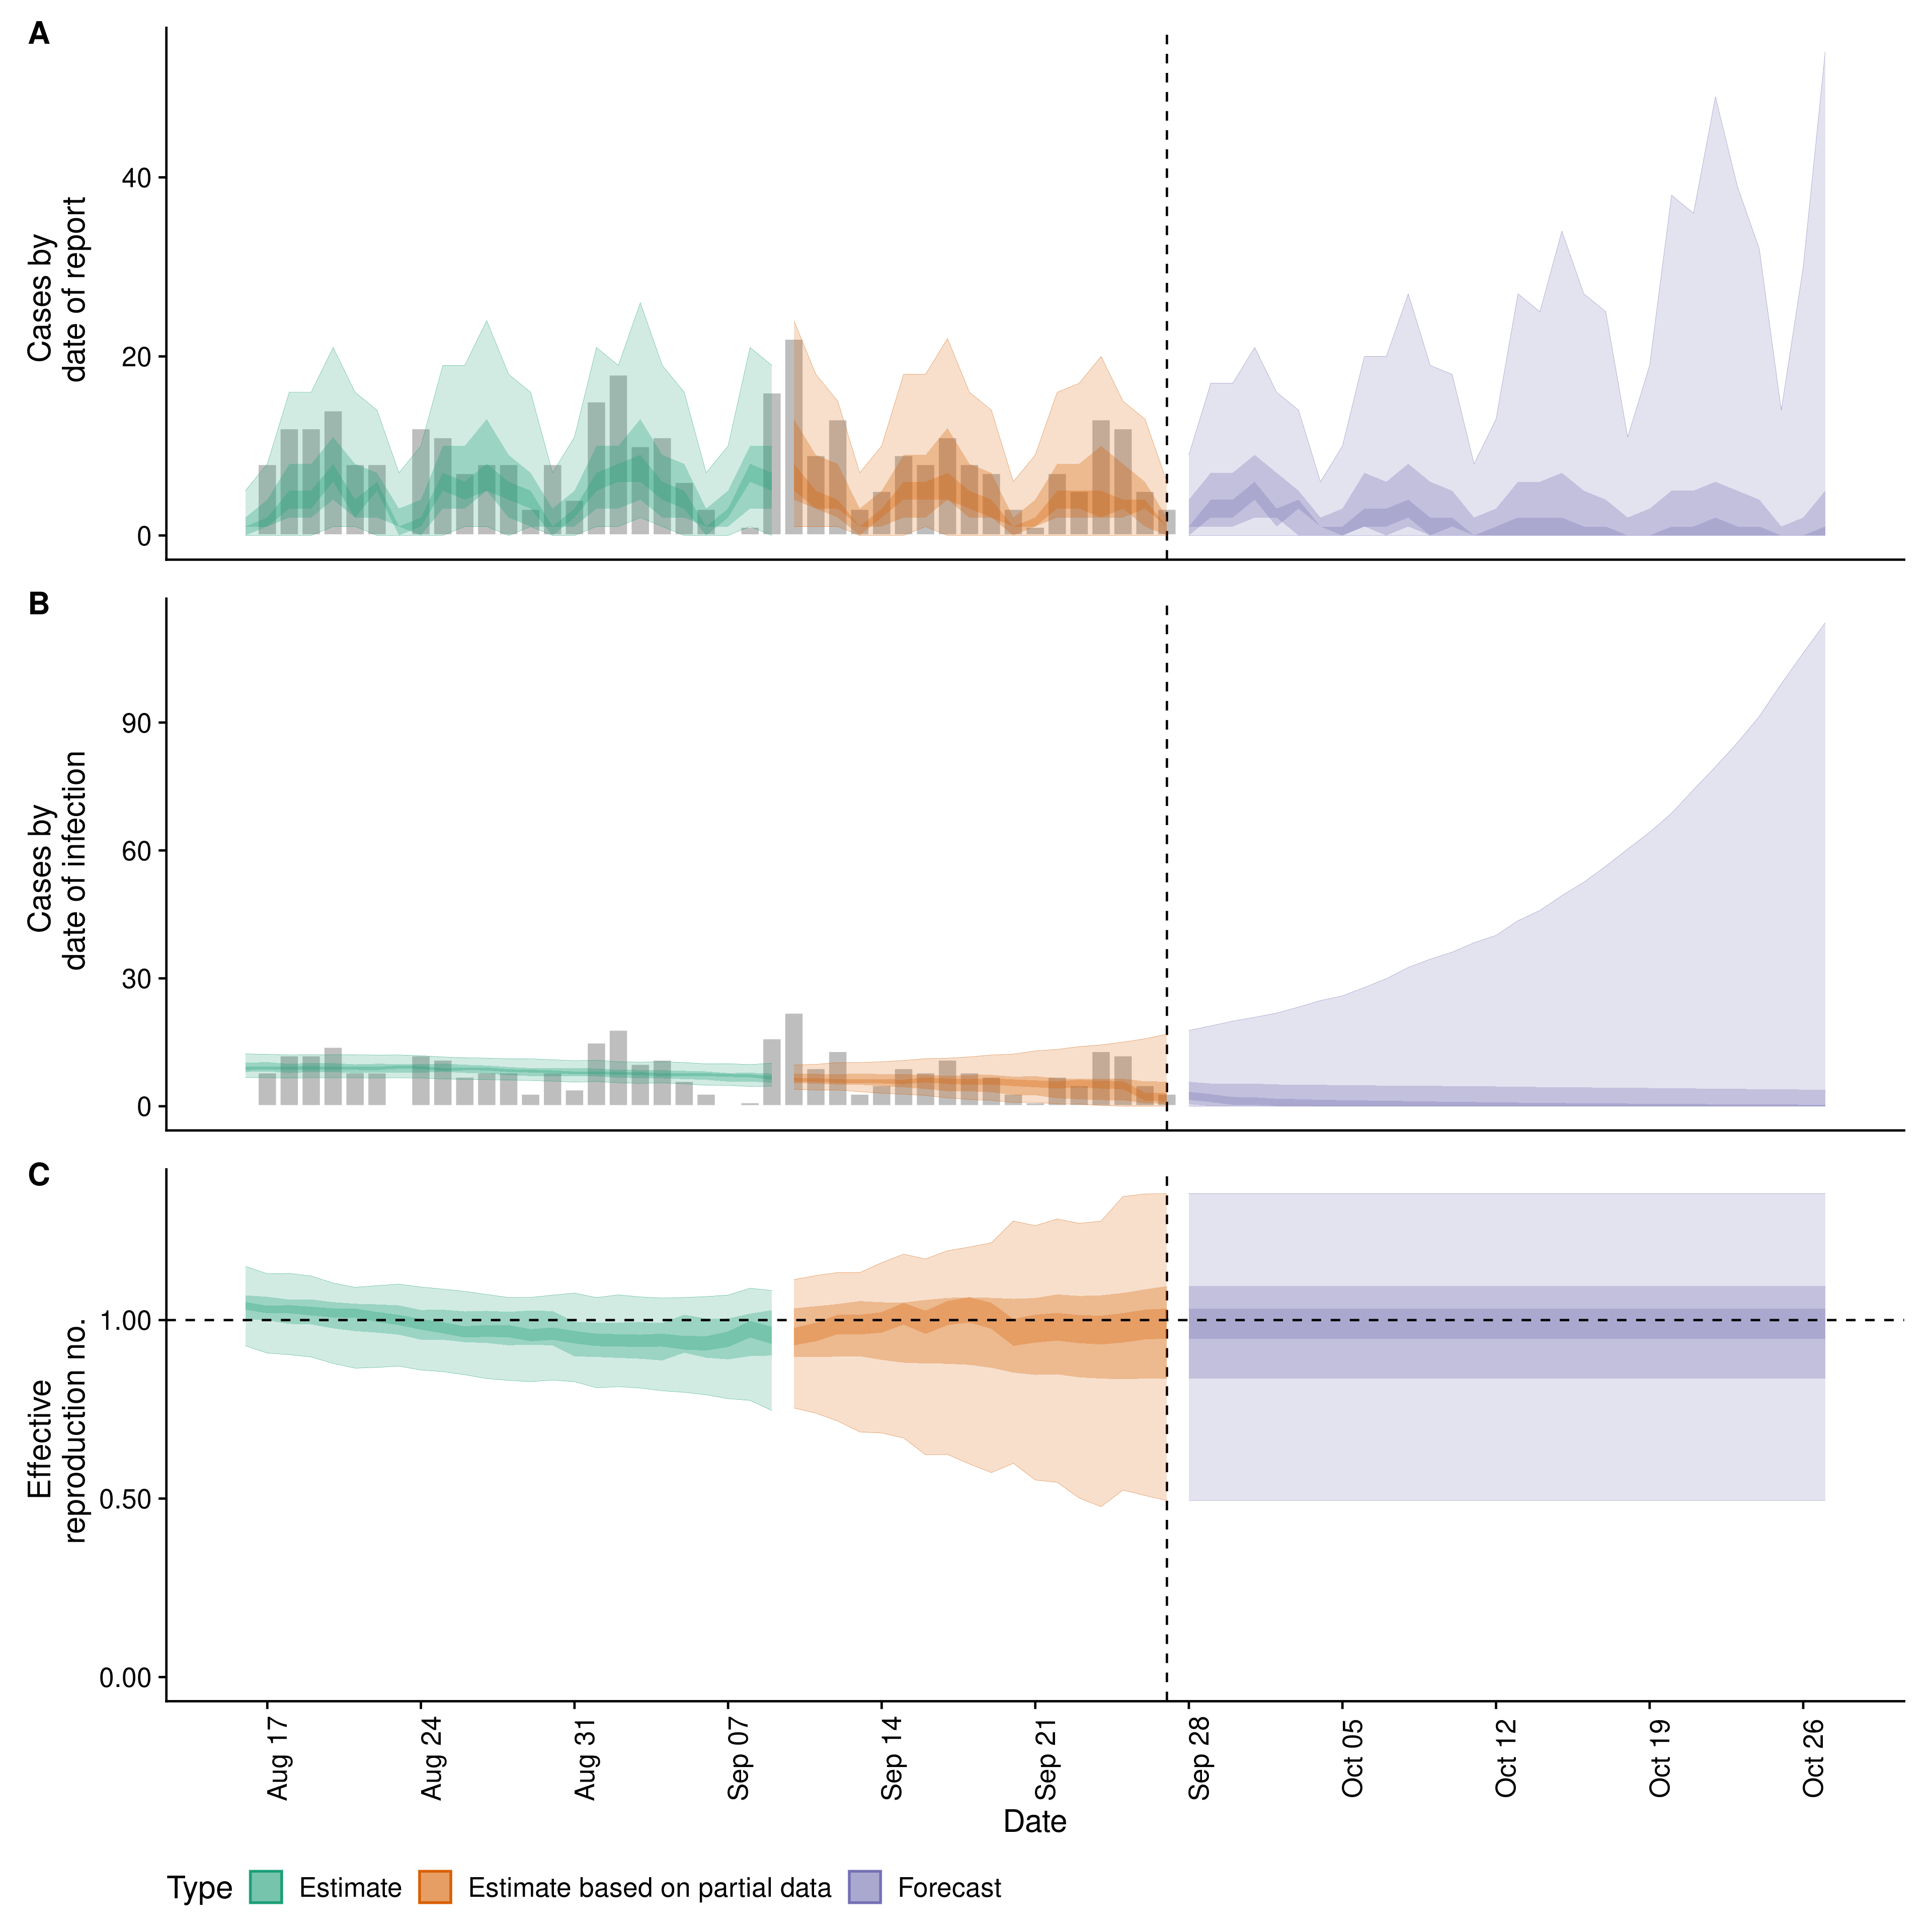 A
Cases by
date of report
40
20
0
B
Cases by
date of infection
90
60
30
0
C
Effective
reproduction no.
1.00
0.50
0.00
Aug 17
Aug 24
Aug 31
Sep 07
Sep 14
Sep 21
Sep 28
Oct 05
Oct 12
Oct 19
Oct 26
Date
Type Estimate Estimate based on partial data Forecast